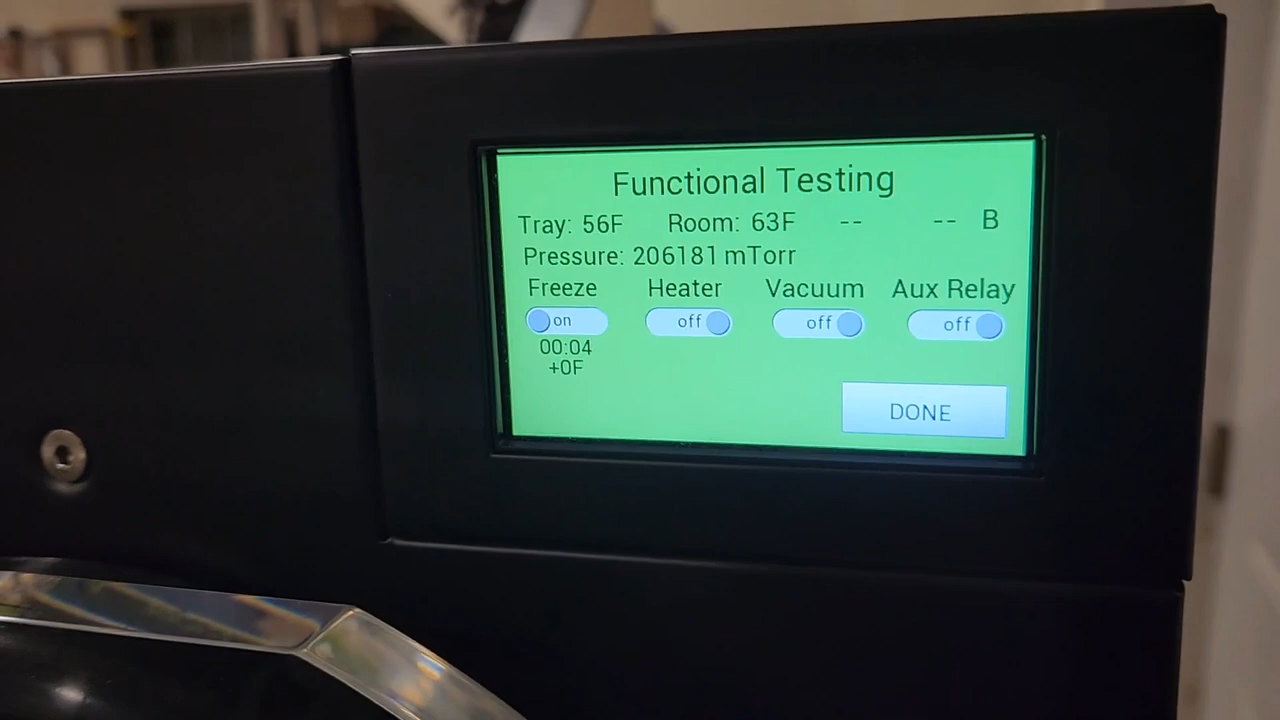 Functional Testing
Tray: 56F Room: 63F -- -- B
Pressure: 206181 mTorr
Freeze Heater Vacuum Aux Relay
on off off off
00:04
+0F
DONE